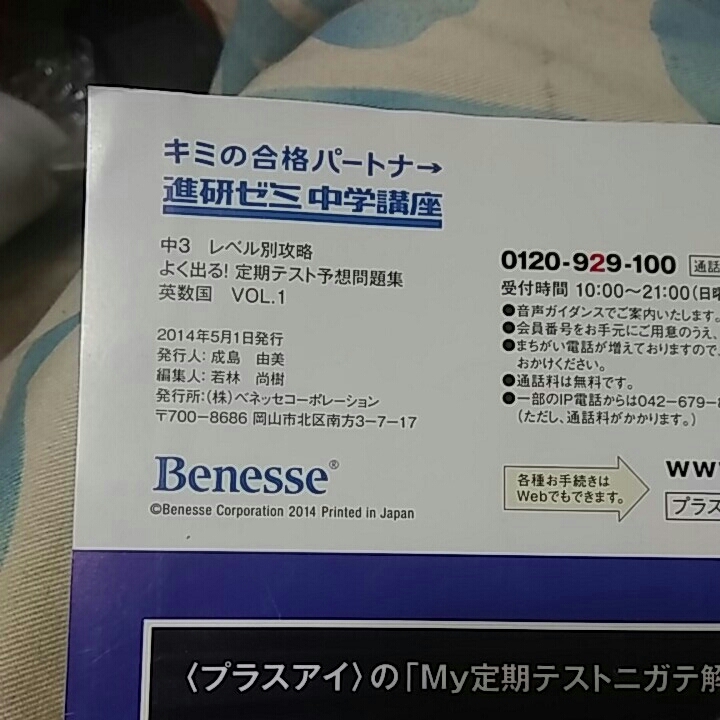 キミの合格パートナー→
進研ゼミ 中学講座
中3 レベル別攻略
よく出る! 定期テスト予想問題集
英数国 VOL.1
2014年5月1日発行
発行人:成島 由美
編集人:若林 尚樹
発行所:(株)ベネッセコーポレーション
〒700-8686 岡山市北区南方3-7-17
Benesse®
©Benesse Corporation 2014 Printed in Japan
0120-929-100 通話
受付時間 10:00〜21:00(日曜
●音声ガイダンスでご案内いたします。
●会員番号をお手元にご用意のうえ、
●まちがい電話が増えておりますので、
おかけください。
●通話料は無料です。
●一部のIP電話からは042-679-8
(ただし、通話料がかかります。)
各種お手続きは
Webでもできます。
www
プラス
〈プラスアイ〉の「My定期テストニガテ解